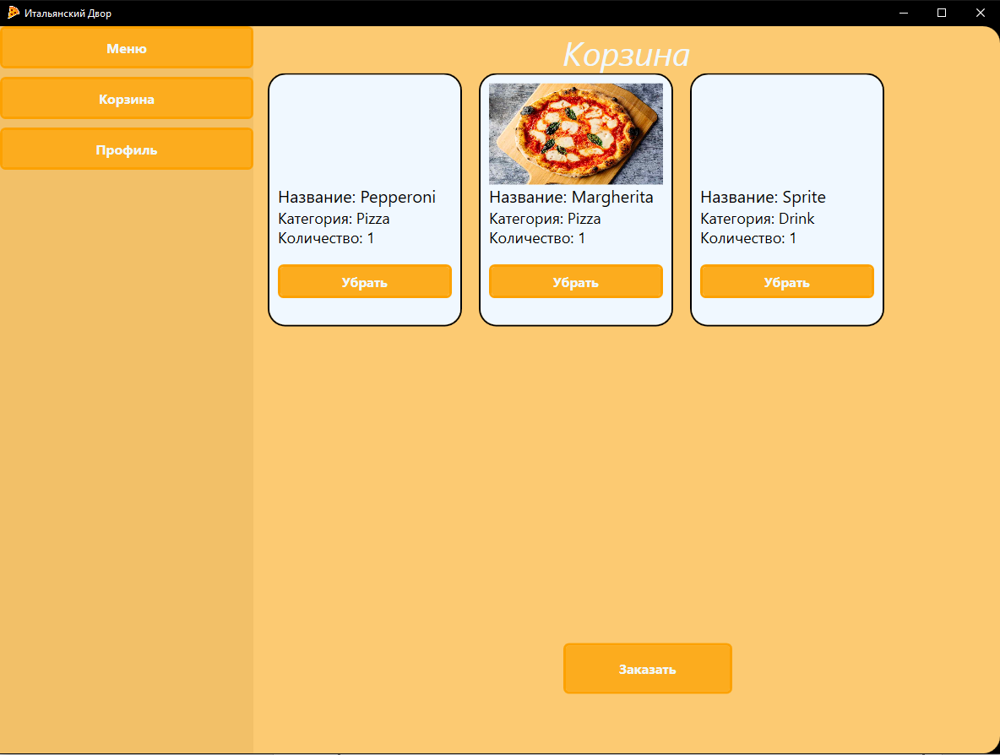 Итальянский Двор
Меню
Корзина
Профиль
Корзина
Название: Pepperoni
Категория: Pizza
Количество: 1
Убрать
Название: Margherita
Категория: Pizza
Количество: 1
Убрать
Название: Sprite
Категория: Drink
Количество: 1
Убрать
Заказать